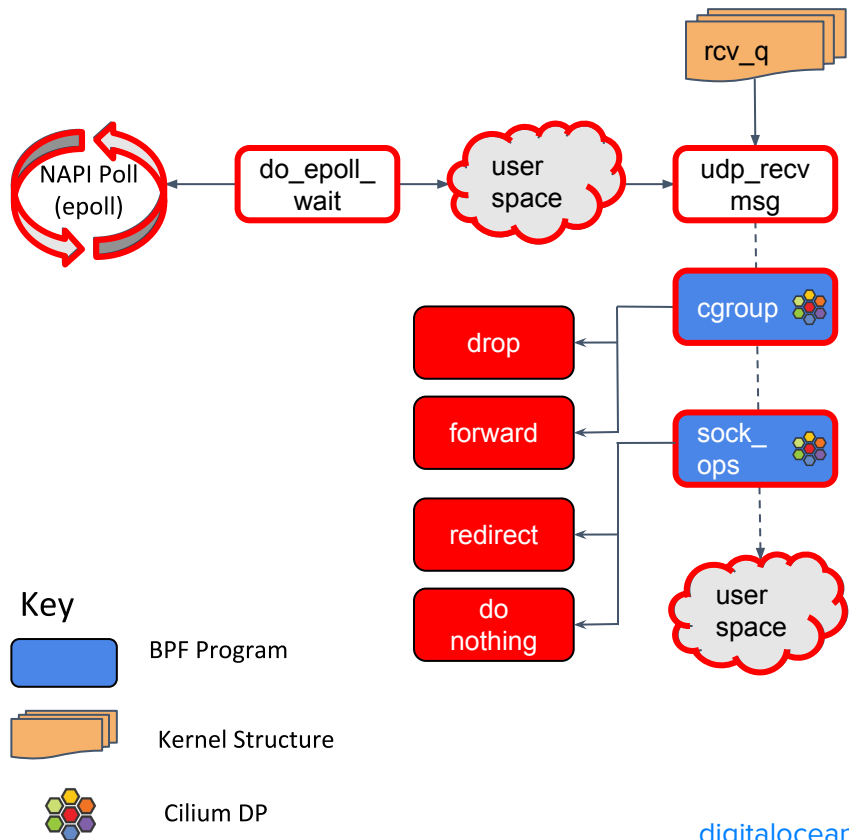 rcv_q
NAPI Poll
(epoll)
do_epoll_
wait
user
space
udp_recv
msg
cgroup
drop
forward
sock_
ops
redirect
do
nothing
user
space
Key
BPF Program
Kernel Structure
Cilium DP